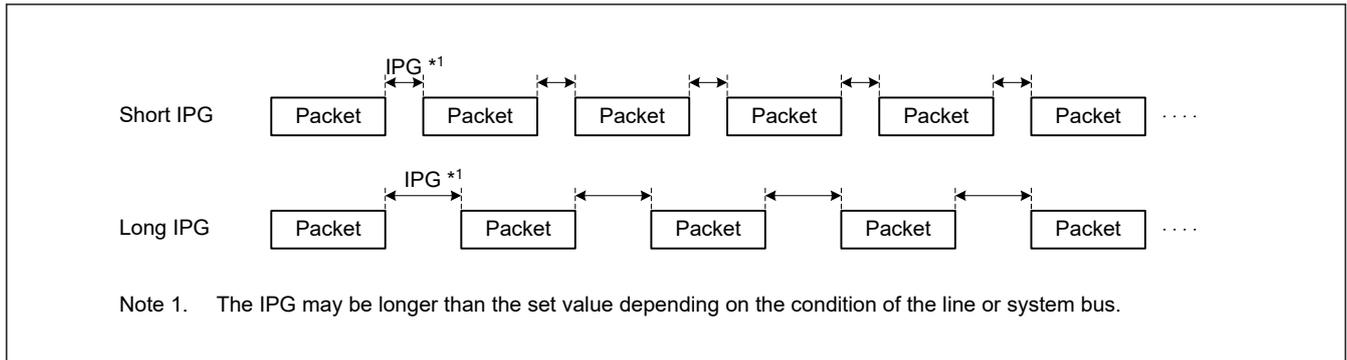 IPG *1
Short IPG Packet Packet Packet Packet Packet Packet ....
IPG *1
Long IPG Packet Packet Packet Packet Packet ....
Note 1. The IPG may be longer than the set value depending on the condition of the line or system bus.